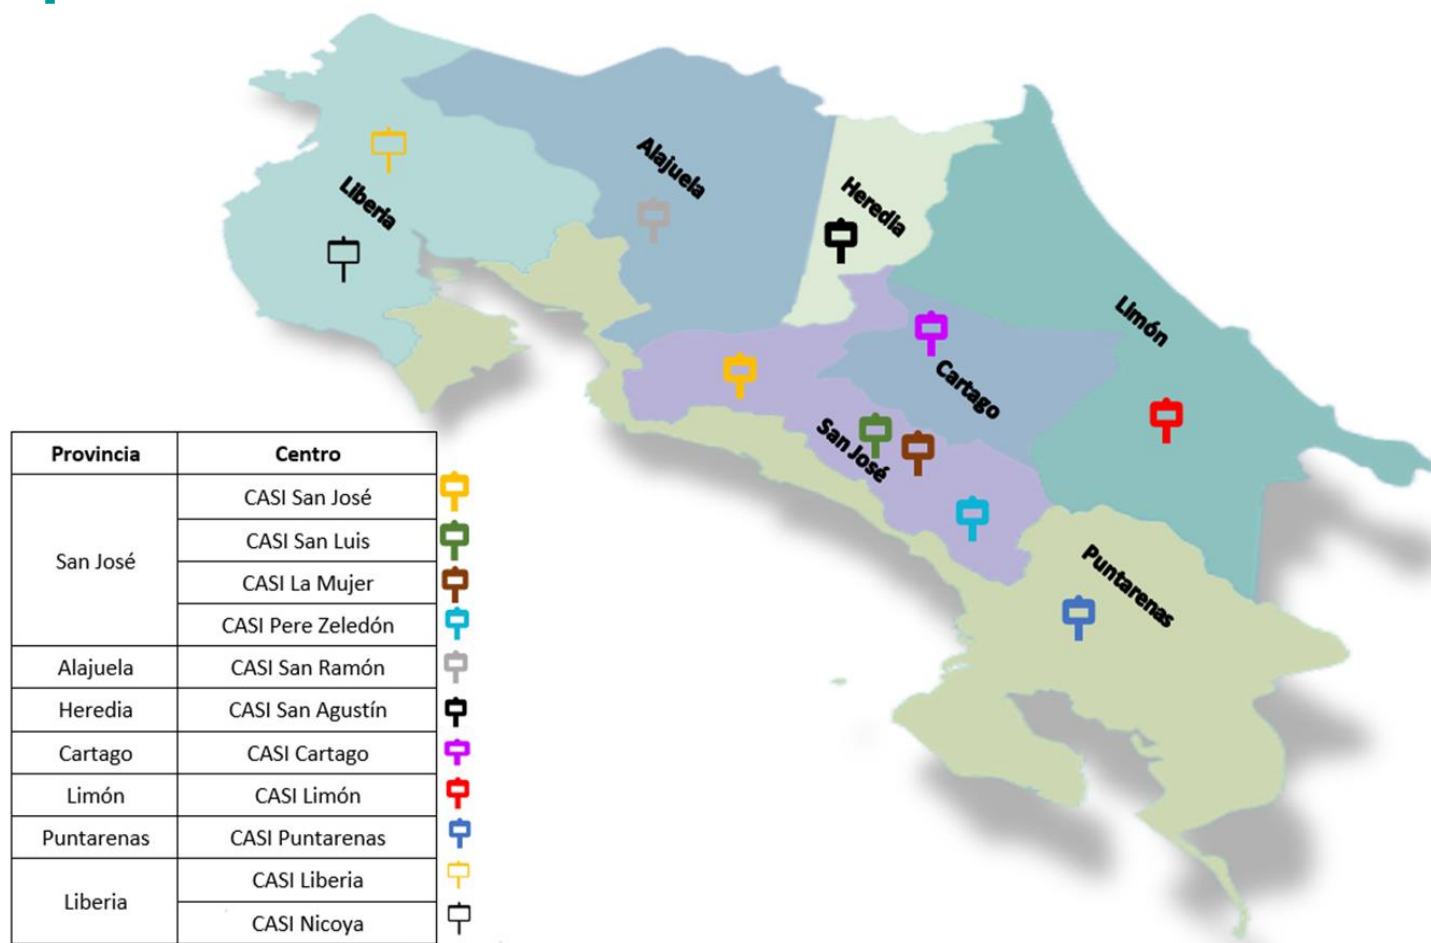 Alajuela
Heredia
Liberia
Limón
Cartago
San José
Puntarenas
Provincia Centro
San José
CASI San José
CASI San Luis
CASI La Mujer
CASI Pere Zeledón
Alajuela CASI San Ramón
Heredia CASI San Agustín
Cartago CASI Cartago
Limón CASI Limón
Puntarenas CASI Puntarenas
Liberia
CASI Liberia
CASI Nicoya